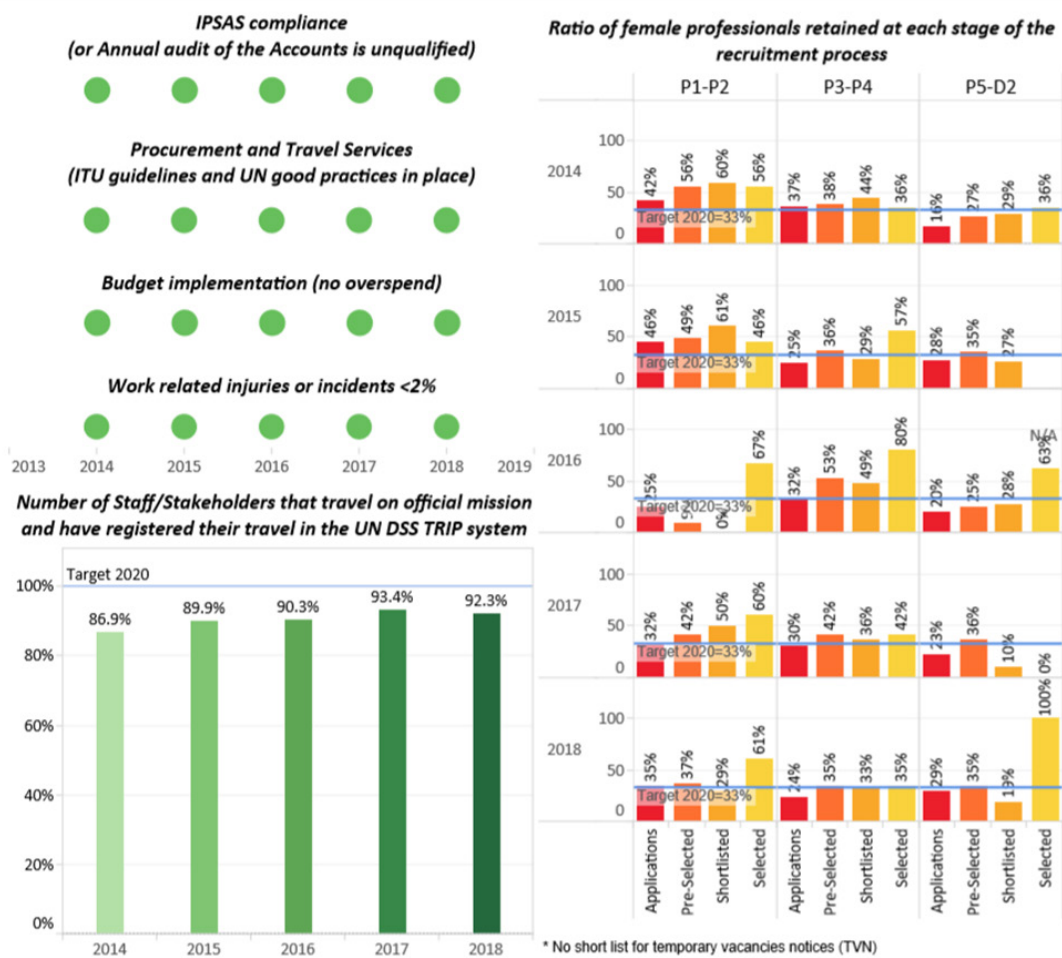 IPSAS compliance
(or Annual audit of the Accounts is unqualified)
Procurement and Travel Services
(ITU guidelines and UN good practices in place)
Budget implementation (no overspend)
Work related injuries or incidents <2%
2013 2014 2015 2016 2017 2018 2019
Number of Staff/Stakeholders that travel on official mission
and have registered their travel in the UN DSS TRIP system
Target 2020
100%
80%
60%
40%
20%
0%
86.9% 89.9% 90.3% 93.4% 92.3%
2014 2015 2016 2017 2018
Ratio of female professionals retained at each stage of the
recruitment process
P1-P2 P3-P4 P5-D2
2014
100
50
0
42% 56% 60% 56% 37% 38% 44% 36% 16% 27% 29% 36%
Target 2020=33%
2015
100
50
0
46% 49% 61% 46% 25% 36% 29% 57% 28% 35% 27%
Target 2020=33%
N/A
2016
100
50
0
25% 9% 0% 67% 32% 53% 49% 80% 20% 25% 28% 63%
Target 2020=33%
2017
100
50
0
32% 42% 50% 60% 30% 42% 36% 42% 23% 36% 10% 0%
Target 2020=33%
2018
100
50
0
35% 37% 29% 61% 24% 35% 33% 35% 29% 35% 19% 100%
Target 2020=33%
Applications Pre-Selected Shortlisted Selected Applications Pre-Selected Shortlisted Selected Applications Pre-Selected Shortlisted Selected
* No short list for temporary vacancies notices (TVN)